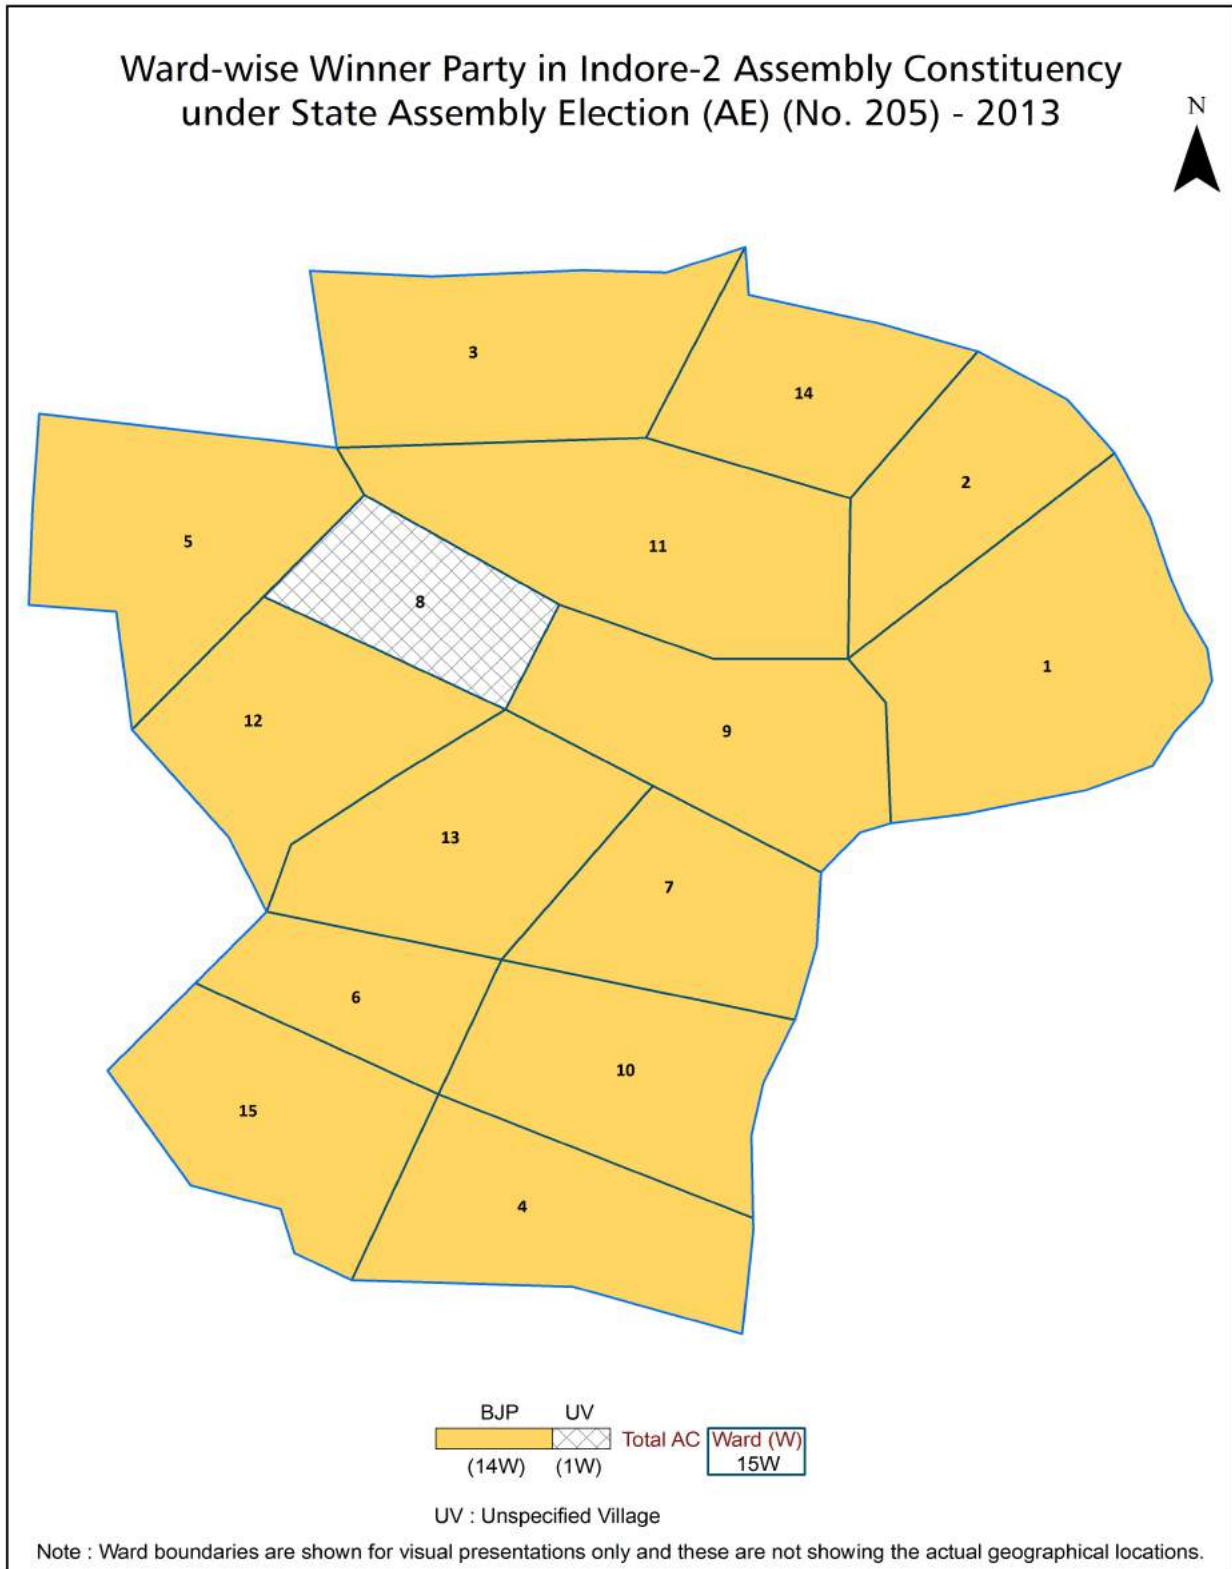 Ward-wise Winner Party in Indore-2 Assembly Constituency
under State Assembly Election (AE) (No. 205) - 2013
N
3
14
2
5
11
8
1
12
9
13
7
6
10
15
4
BJP UV
Total AC Ward (W)
(14W) (1W) 15W
UV : Unspecified Village
Note : Ward boundaries are shown for visual presentations only and these are not showing the actual geographical locations.